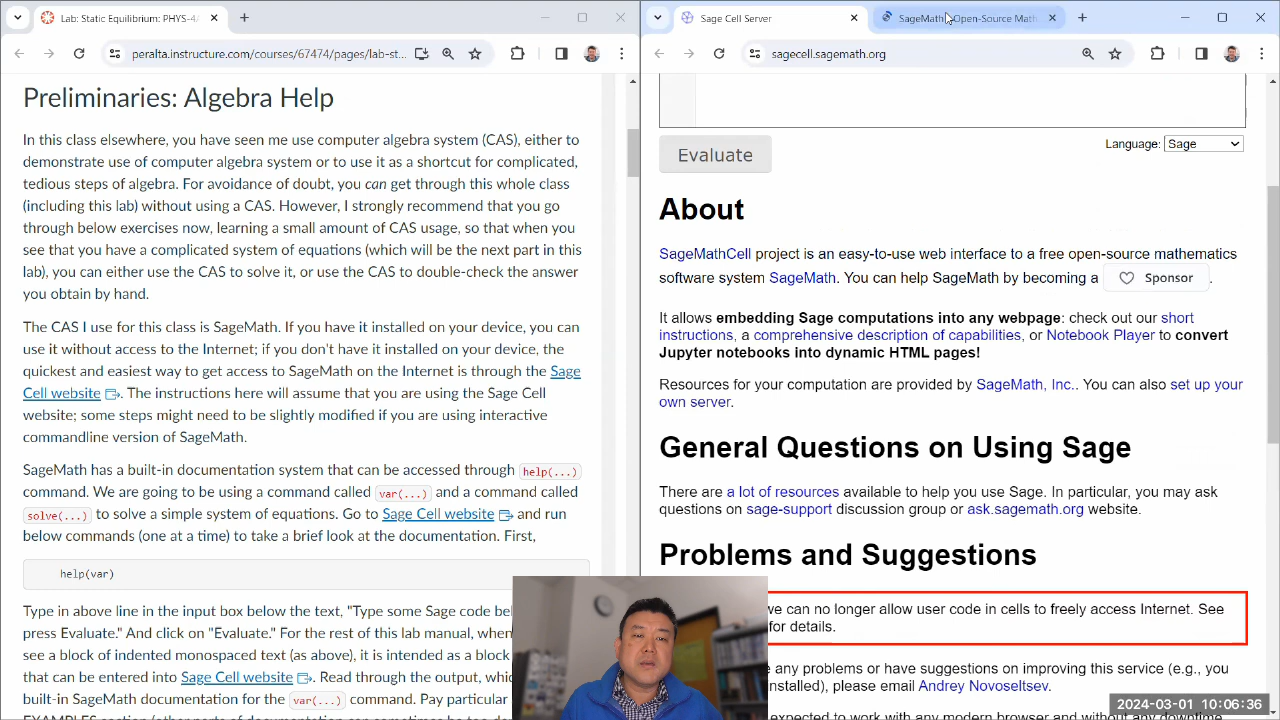 Lab: Static Equilibrium: PHYS-4/
peralta.instructure.com/courses/67474/pages/lab-st...
Preliminaries: Algebra Help
In this class elsewhere, you have seen me use computer algebra system (CAS), either to
demonstrate use of computer algebra system or to use it as a shortcut for complicated,
tedious steps of algebra. For avoidance of doubt, you can get through this whole class
(including this lab) without using a CAS. However, I strongly recommend that you go
through below exercises now, learning a small amount of CAS usage, so that when you
see that you have a complicated system of equations (which will be the next part in this
lab), you can either use the CAS to solve it, or use the CAS to double-check the answer
you obtain by hand.
The CAS I use for this class is SageMath. If you have it installed on your device, you can
use it without access to the Internet; if you don't have it installed on your device, the
quickest and easiest way to get access to SageMath on the Internet is through the Sage
Cell website. The instructions here will assume that you are using the Sage Cell
website; some steps might need to be slightly modified if you are using interactive
commandline version of SageMath.
SageMath has a built-in documentation system that can be accessed through help(...)
command. We are going to be using a command called var(...) and a command called
solve(...) to solve a simple system of equations. Go to Sage Cell website and run
below commands (one at a time) to take a brief look at the documentation. First,
help(var)
Type in above line in the input box below the text, "Type some Sage code bel
press Evaluate." And click on "Evaluate." For the rest of this lab manual, when
see a block of indented monospaced text (as above), it is intended as a block
that can be entered into Sage Cell website. Read through the output, which
built-in SageMath documentation for the var(...) command. Pay particular
EXAMPLES section (other parts of documentation can sometimes be to
Sage Cell Server
SageMath Open-Source Math
sagecell.sagemath.org
Evaluate
Language: Sage
About
SageMathCell project is an easy-to-use web interface to a free open-source mathematics
software system SageMath. You can help SageMath by becoming a Sponsor.
It allows embedding Sage computations into any webpage: check out our short
instructions, a comprehensive description of capabilities, or Notebook Player to convert
Jupyter notebooks into dynamic HTML pages!
Resources for your computation are provided by SageMath, Inc.. You can also set up your
own server.
General Questions on Using Sage
There are a lot of resources available to help you use Sage. In particular, you may ask
questions on sage-support discussion group or ask.sagemath.org website.
Problems and Suggestions
we can no longer allow user code in cells to freely access Internet. See
for details.
any problems or have suggestions on improving this service (e.g., you
installed), please email Andrey Novoseltsev.
expected to work with any modern browser and without any downtime
2024-03-01 10:06:36